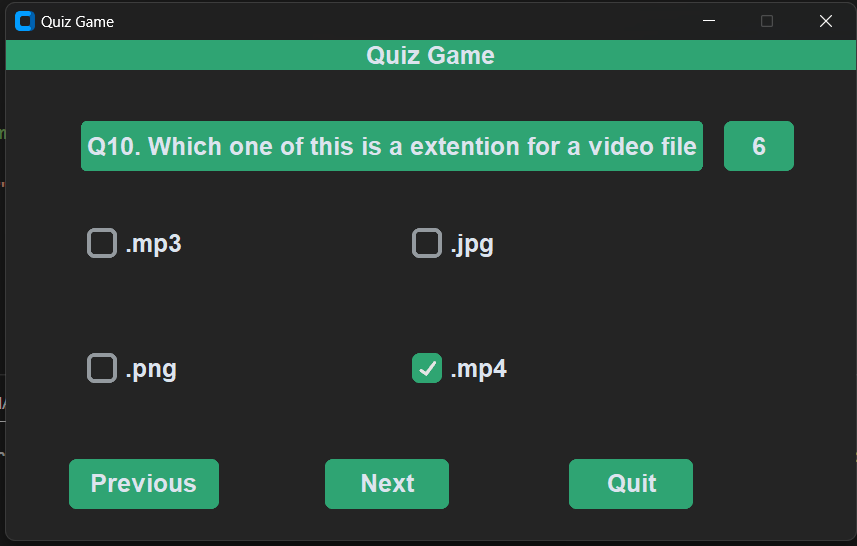 Quiz Game
Quiz Game
Q10. Which one of this is a extention for a video file 6
.mp3 .jpg
.png .mp4
Previous Next Quit